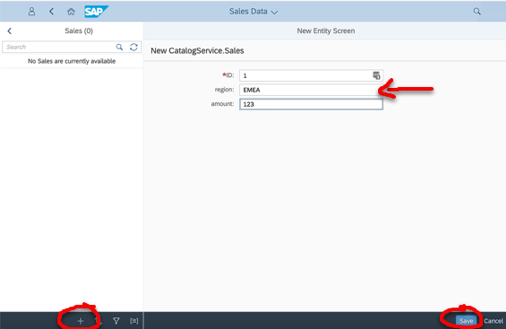 SAP Sales Data
Sales (0) New Entity Screen
Search
No Sales are currently available
New CatalogService.Sales
*ID: 1
region: EMEA
amount: 123
Save Cancel